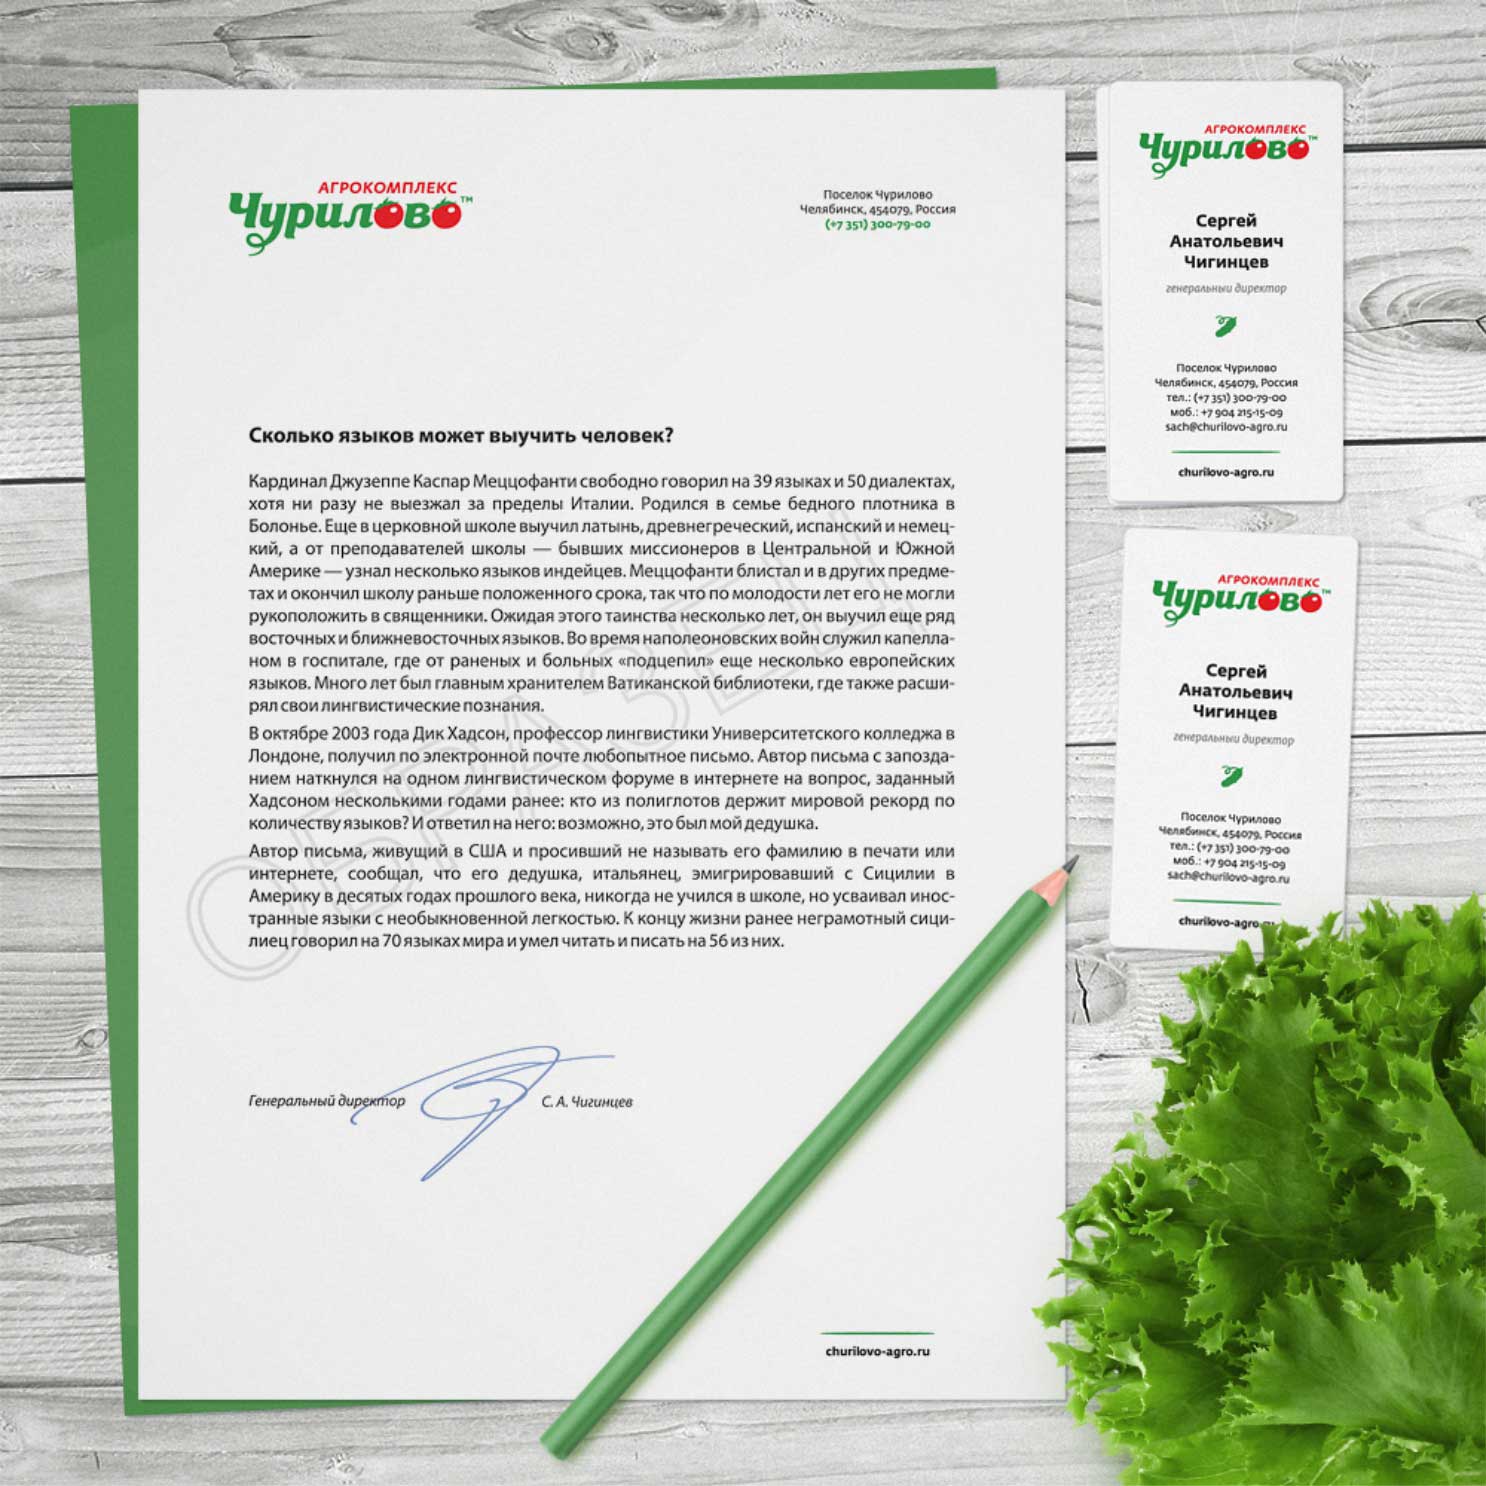 АГРОКОМПЛЕКС
Чурилово™
Поселок Чурилово
Челябинск, 454079, Россия
(+7 351) 300-79-00
Сколько языков может выучить человек?
Кардинал Джузеппе Каспар Меццофанти свободно говорил на 39 языках и 50 диалектах,
хотя ни разу не выезжал за пределы Италии. Родился в семье бедного плотника в
Болонье. Еще в церковной школе выучил латынь, древнегреческий, испанский и немец-
кий, а от преподавателей школы — бывших миссионеров в Центральной и Южной
Америке — узнал несколько языков индейцев. Меццофанти блистал и в других предме-
тах и окончил школу раньше положенного срока, так что по молодости лет его не могли
рукоположить в священники. Ожидая этого таинства несколько лет, он выучил еще ряд
восточных и ближневосточных языков. Во время наполеоновских войн служил капелла-
ном в госпитале, где от раненых и больных «подцепил» еще несколько европейских
языков. Много лет был главным хранителем Ватиканской библиотеки, где также расши-
рял свои лингвистические познания.
В октябре 2003 года Дик Хадсон, профессор лингвистики Университетского колледжа в
Лондоне, получил по электронной почте любопытное письмо. Автор письма с запозда-
нием наткнулся на одном лингвистическом форуме в интернете на вопрос, заданный
Хадсоном несколькими годами ранее: кто из полиглотов держит мировой рекорд по
количеству языков? И ответил на него: возможно, это был мой дедушка.
Автор письма, живущий в США и просивший не называть его фамилию в печати или
интернете, сообщал, что его дедушка, итальянец, эмигрировавший с Сицилии в
Америку в десятых годах прошлого века, никогда не учился в школе, но усваивал инос-
транные языки с необыкновенной легкостью. К концу жизни ранее неграмотный сици-
лиец говорил на 70 языках мира и умел читать и писать на 56 из них.
ОБРАЗЕЦ
Генеральный директор
С. А. Чигинцев
churilovo-agro.ru
АГРОКОМПЛЕКС
Чурилово™
Сергей
Анатольевич
Чигинцев
генеральный директор
Поселок Чурилово
Челябинск, 454079, Россия
тел.: (+7 351) 300-79-00
моб.: +7 904 215-15-09
sach@churilovo-agro.ru
churilovo-agro.ru
АГРОКОМПЛЕКС
Чурилово™
Сергей
Анатольевич
Чигинцев
генеральный директор
Поселок Чурилово
Челябинск, 454079, Россия
тел.: (+7 351) 300-79-00
моб.: +7 904 215-15-09
sach@churilovo-agro.ru
churilovo-agro